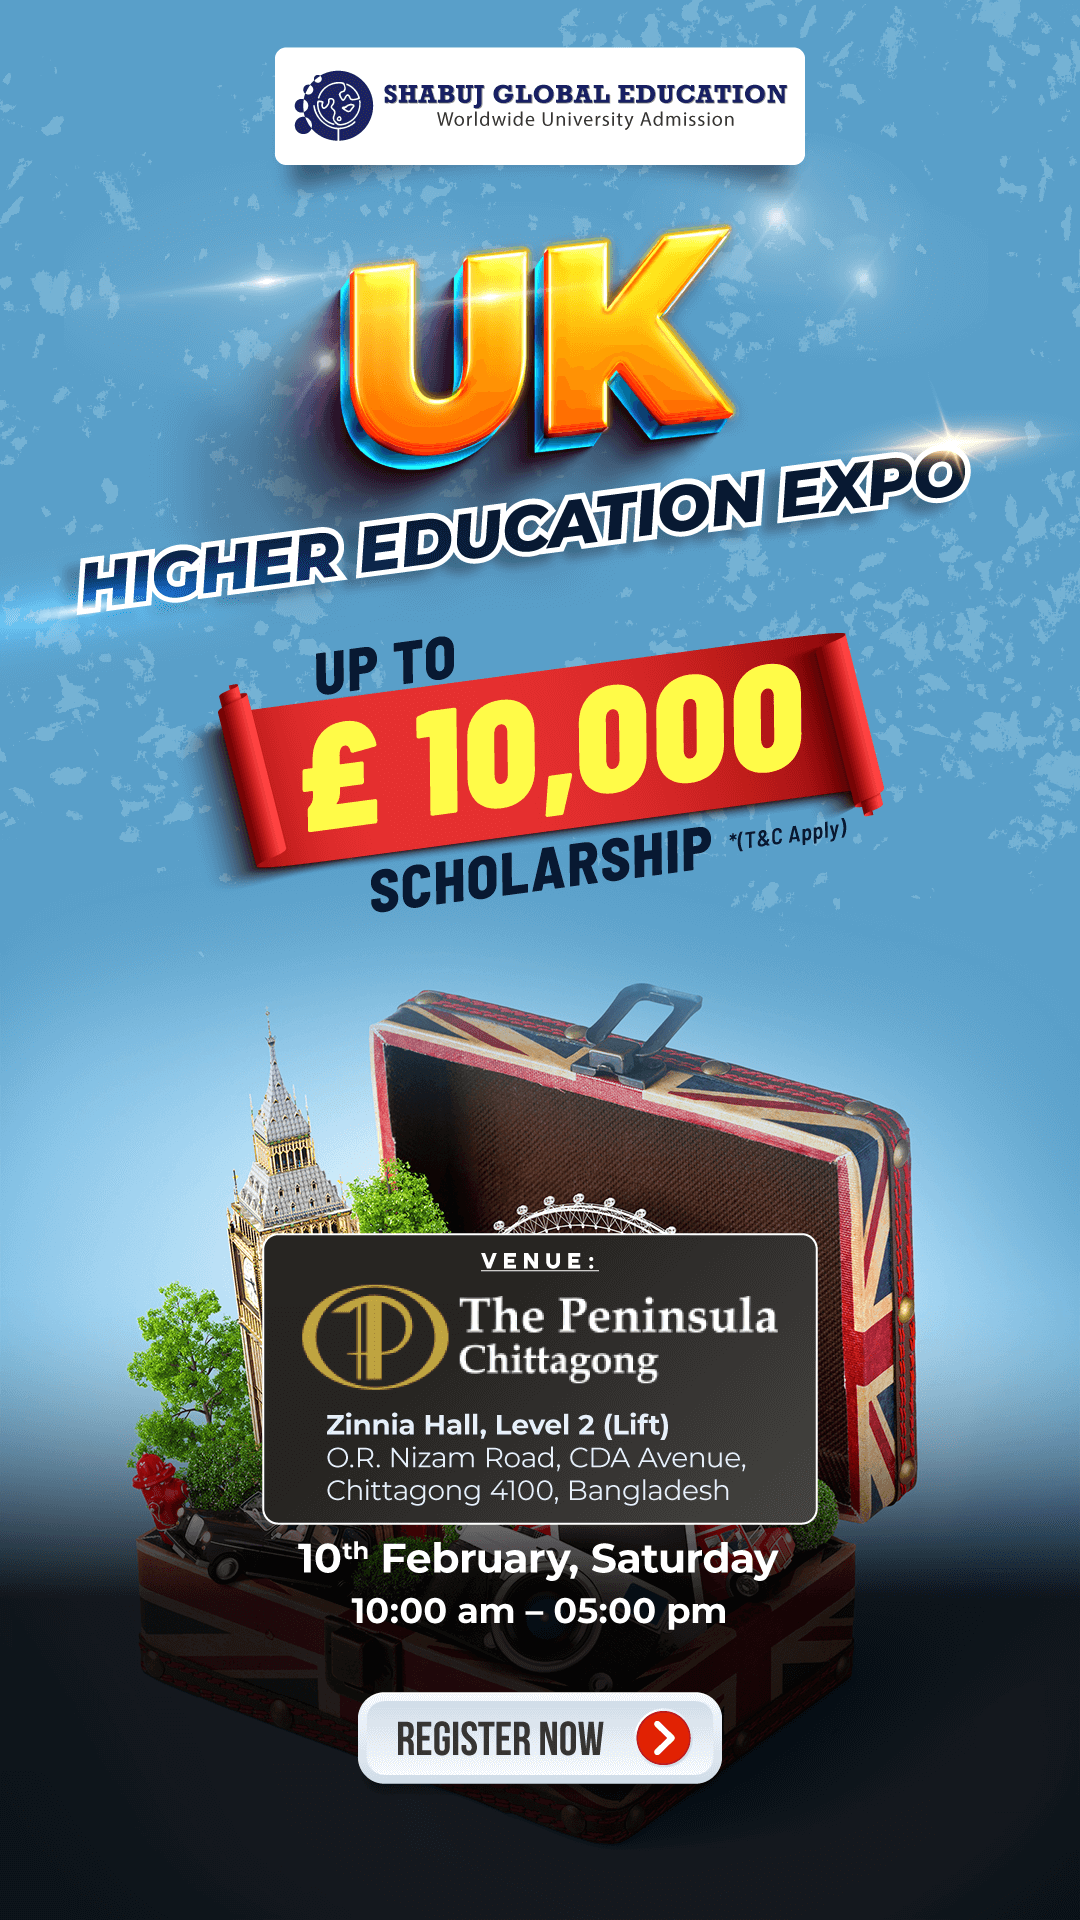 SHABUJ GLOBAL EDUCATION
Worldwide University Admission
UK
HIGHER EDUCATION EXPO
UP TO
£ 10,000
SCHOLARSHIP *(T&C Apply)
VENUE:
The Peninsula
Chittagong
Zinnia Hall, Level 2 (Lift)
O.R. Nizam Road, CDA Avenue,
Chittagong 4100, Bangladesh
10th February, Saturday
10:00 am – 05:00 pm
REGISTER NOW